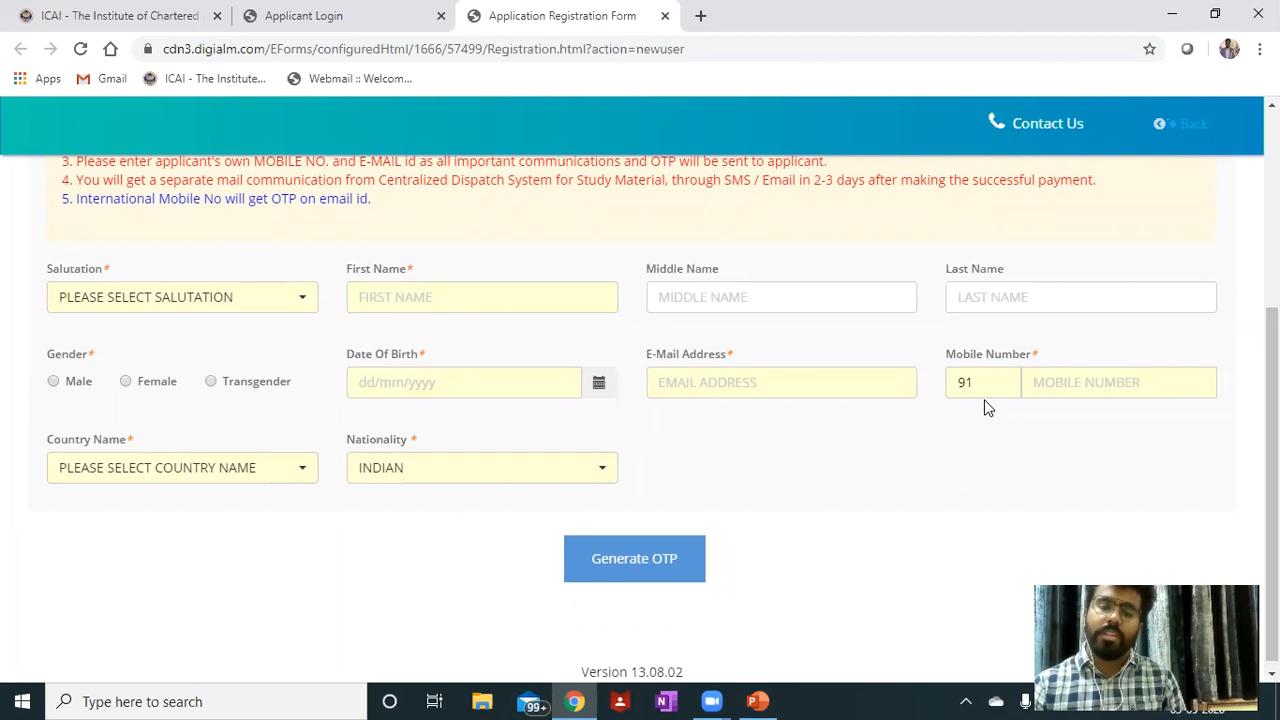 ICAI - The Institute of Chartered
Applicant Login
Application Registration Form
cdn3.digialm.com/EForms/configuredHtml/1666/57499/Registration.html?action=newuser
Apps
Gmail
ICAI - The Institute...
Webmail :: Welcom...
Contact Us
Back
3. Please enter applicant's own MOBILE NO. and E-MAIL id as all important communications and OTP will be sent to applicant.
4. You will get a separate mail communication from Centralized Dispatch System for Study Material, through SMS / Email in 2-3 days after making the successful payment.
5. International Mobile No will get OTP on email id.
Salutation*
First Name*
Middle Name
Last Name
PLEASE SELECT SALUTATION
FIRST NAME
MIDDLE NAME
LAST NAME
Gender*
Date Of Birth*
E-Mail Address*
Mobile Number*
Male
Female
Transgender
dd/mm/yyyy
EMAIL ADDRESS
91
MOBILE NUMBER
Country Name*
Nationality *
PLEASE SELECT COUNTRY NAME
INDIAN
Generate OTP
Version 13.08.02
Type here to search
99+